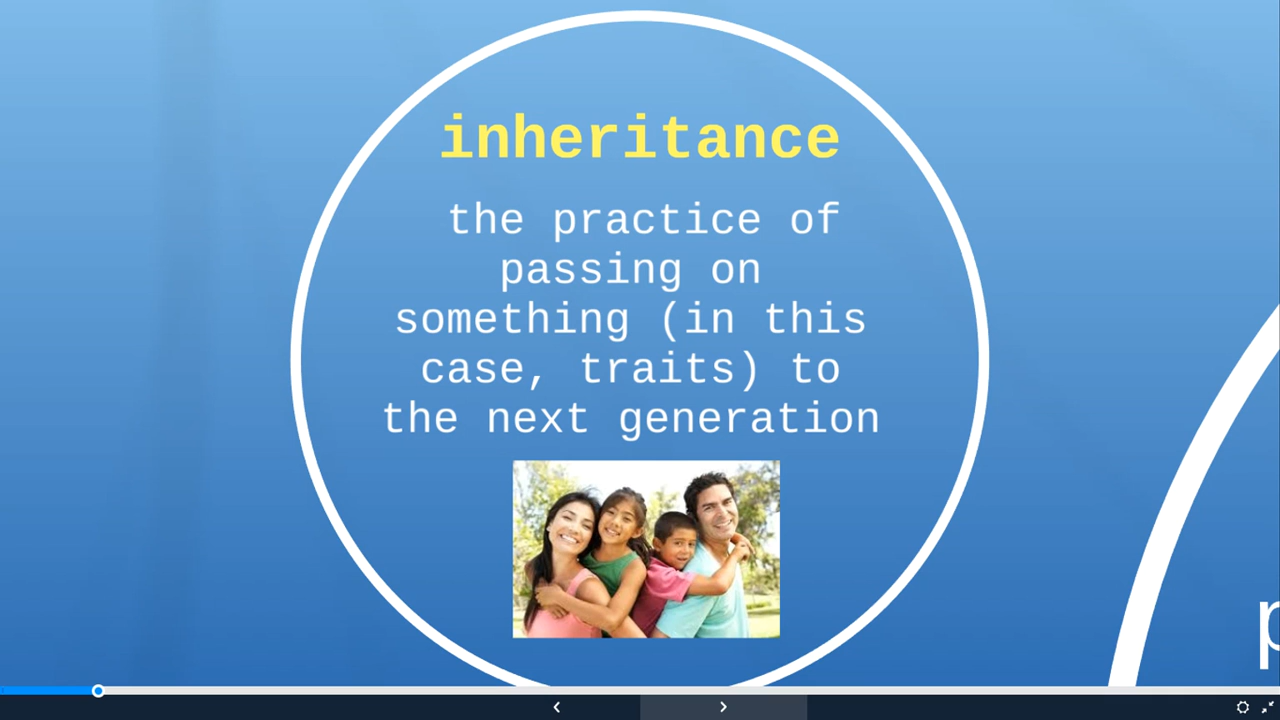 inheritance
the practice of
passing on
something (in this
case, traits) to
the next generation